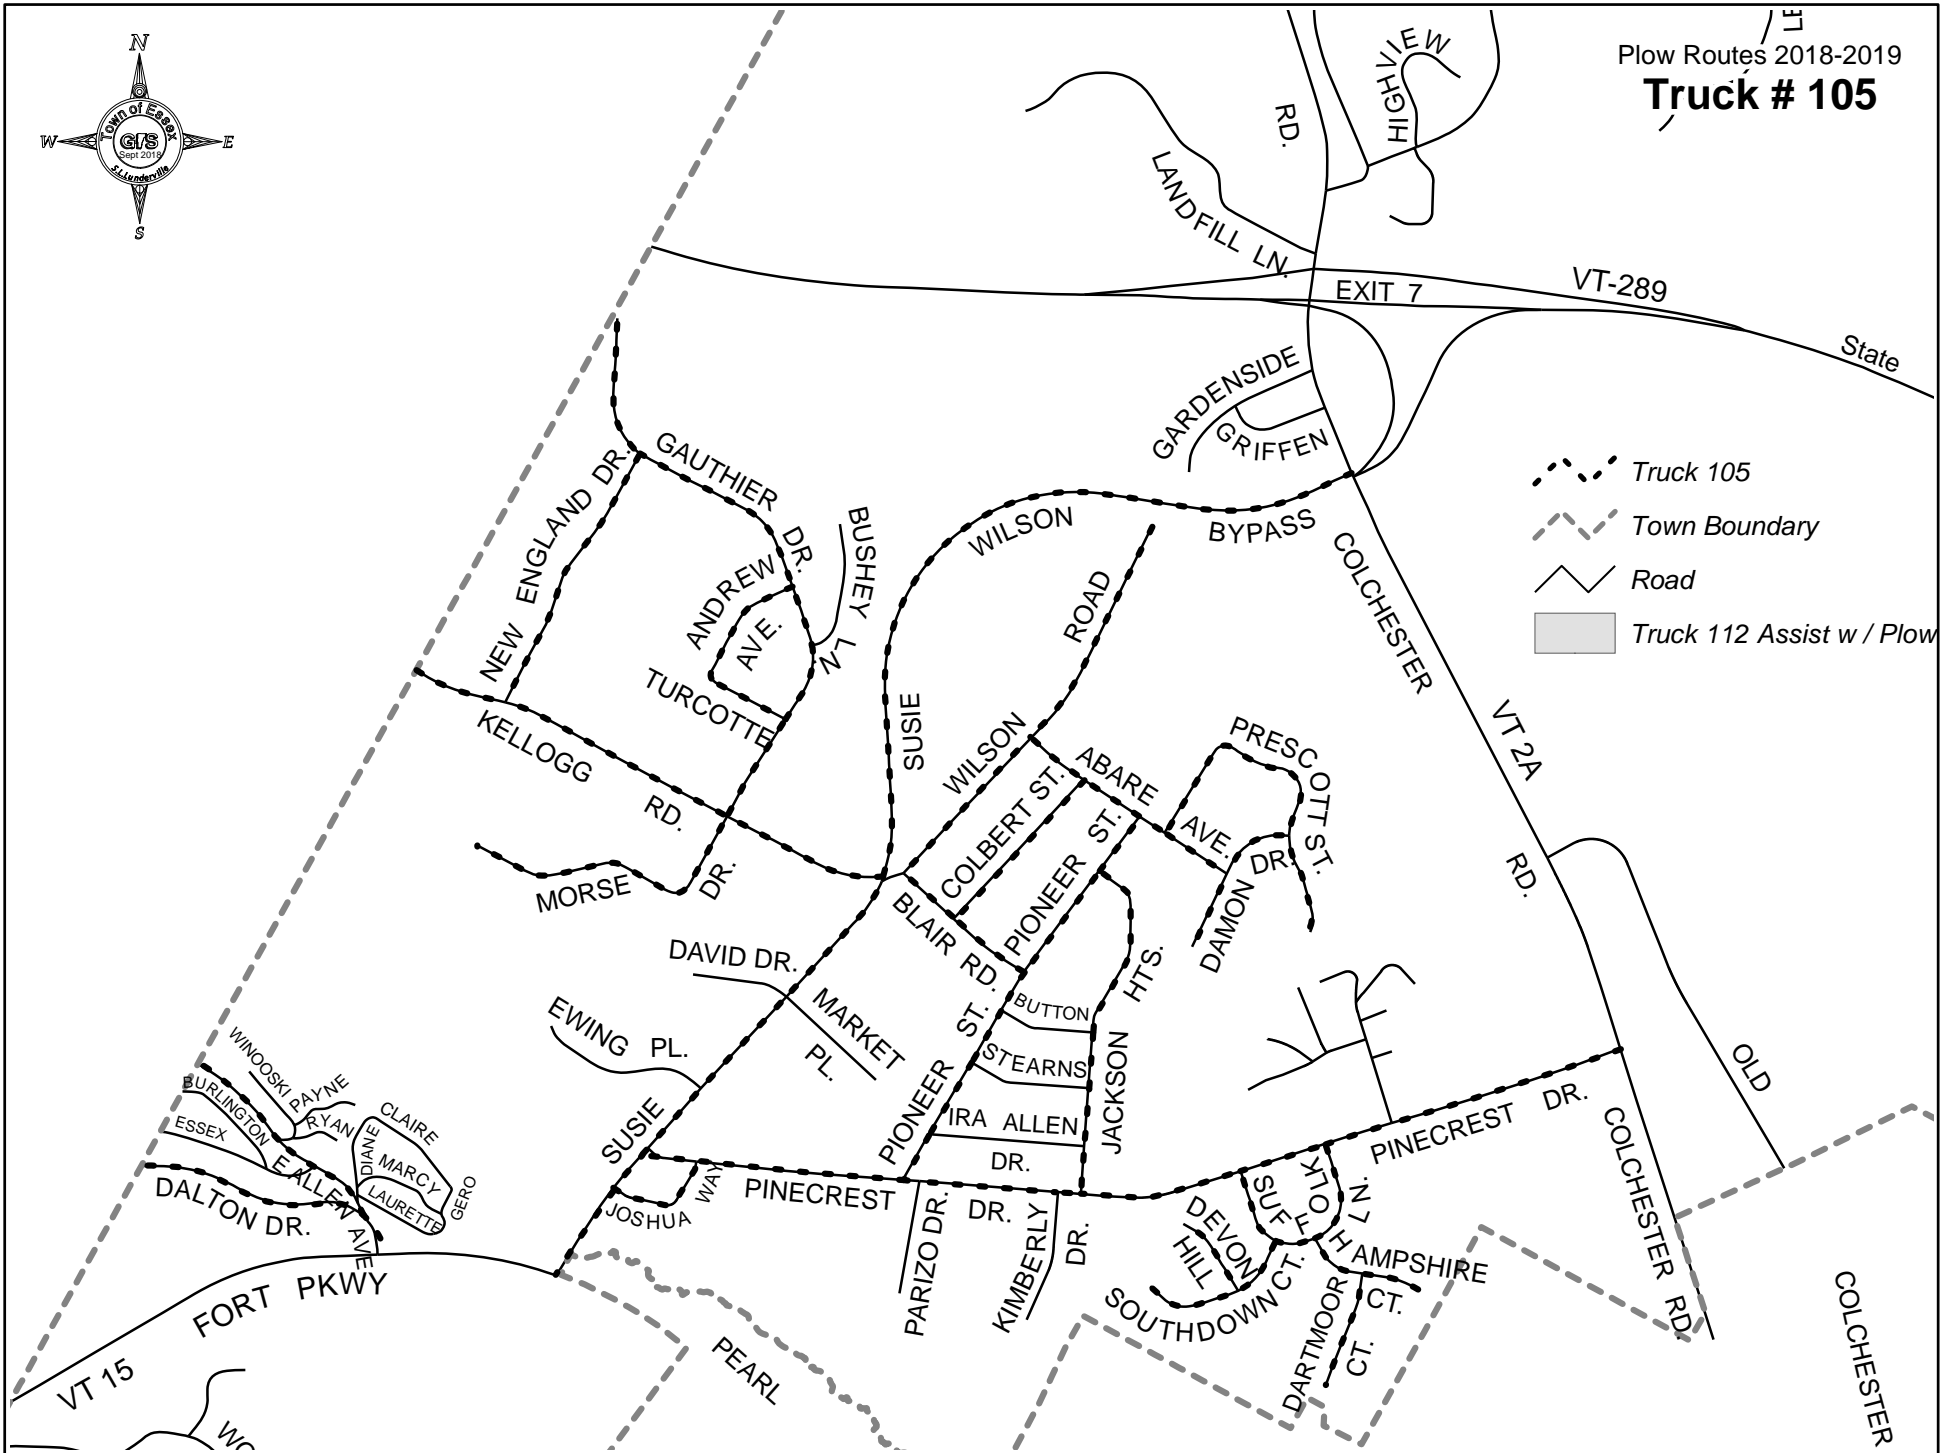 Plow Routes 2018-2019
Truck # 105
N
W
E
S
Town of Essex
GIS
Sept 2018
S.L.Lunderville
HIGHVIEW
RD.
LANDFILL LN.
EXIT 7
VT-289
State
GARDENSIDE
GRIFFEN
Truck 105
Town Boundary
Road
Truck 112 Assist w / Plow
GAUTHIER DR.
NEW ENGLAND DR.
BUSHEY LN.
ANDREW AVE.
TURCOTTE
KELLOGG RD.
MORSE DR.
SUSIE WILSON BYPASS
WILSON ROAD
COLCHESTER RD.
VT 2A
ABARE AVE.
PRESCOTT ST.
COLBERT ST.
PIONEER ST.
DAMON DR.
BLAIR RD.
DAVID DR.
MARKET PL.
EWING PL.
BUTTON
STEARNS
IRA ALLEN DR.
JACKSON HTS.
PIONEER ST.
SUSIE
WINOOSKI
PAYNE
BURLINGTON
RYAN
CLAIRE
ESSEX
DIANE
MARCY
LAURETTE
GERO
E ALLEN AVE
DALTON DR.
JOSHUA WAY
PINECREST DR.
PARIZO DR.
KIMBERLY DR.
PINECREST DR.
SUFFOLK LN.
DEVON HILL
SOUTHDOWN CT.
HAMPSHIRE CT.
DARTMOOR CT.
OLD
COLCHESTER RD.
COLCHESTER
FORT PKWY
VT 15
PEARL